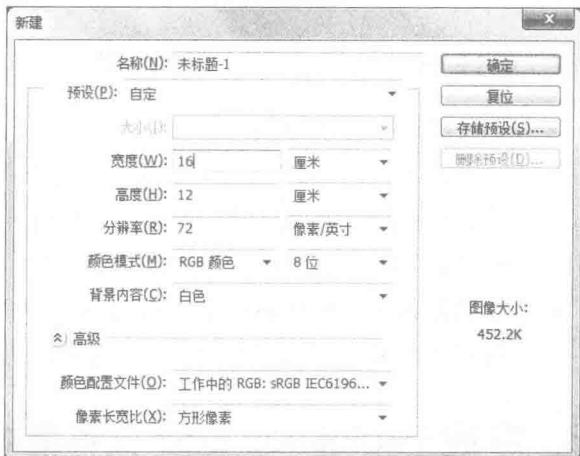 新建
名称(N): 未标题-1
确定
预设(P): 自定
复位
大小(I):
存储预设(S)...
宽度(W): 16 厘米
删除预设(D)...
高度(H): 12 厘米
分辨率(R): 72 像素/英寸
颜色模式(M): RGB 颜色 8 位
背景内容(C): 白色
图像大小:
452.2K
高级
颜色配置文件(O): 工作中的 RGB: sRGB IEC6196...
像素长宽比(X): 方形像素